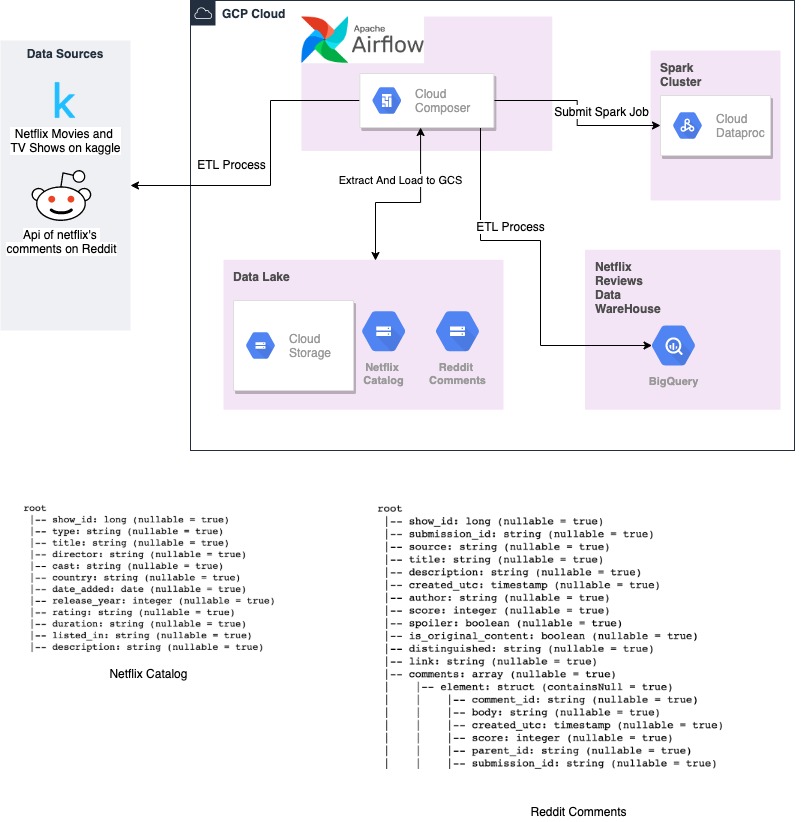 GCP Cloud
Data Sources
Netflix Movies and
TV Shows on kaggle
Api of netflix's
comments on Reddit
ETL Process
Apache
Airflow
Cloud
Composer
Submit Spark Job
Spark
Cluster
Cloud
Dataproc
Extract And Load to GCS
ETL Process
Data Lake
Cloud
Storage
Netflix
Catalog
Reddit
Comments
Netflix
Reviews
Data
WareHouse
BigQuery
root
|-- show_id: long (nullable = true)
|-- type: string (nullable = true)
|-- title: string (nullable = true)
|-- director: string (nullable = true)
|-- cast: string (nullable = true)
|-- country: string (nullable = true)
|-- date_added: date (nullable = true)
|-- release_year: integer (nullable = true)
|-- rating: string (nullable = true)
|-- duration: string (nullable = true)
|-- listed_in: string (nullable = true)
|-- description: string (nullable = true)
Netflix Catalog
root
|-- show_id: long (nullable = true)
|-- submission_id: string (nullable = true)
|-- source: string (nullable = true)
|-- title: string (nullable = true)
|-- description: string (nullable = true)
|-- created_utc: timestamp (nullable = true)
|-- author: string (nullable = true)
|-- score: integer (nullable = true)
|-- spoiler: boolean (nullable = true)
|-- is_original_content: boolean (nullable = true)
|-- distinguished: string (nullable = true)
|-- link: string (nullable = true)
|-- comments: array (nullable = true)
| |-- element: struct (containsNull = true)
| | |-- comment_id: string (nullable = true)
| | |-- body: string (nullable = true)
| | |-- created_utc: timestamp (nullable = true)
| | |-- score: integer (nullable = true)
| | |-- parent_id: string (nullable = true)
| | |-- submission_id: string (nullable = true)
Reddit Comments